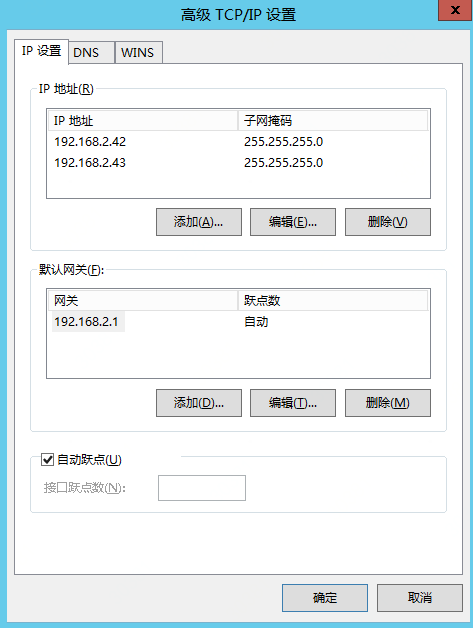 高级 TCP/IP 设置
x
IP 设置 DNS WINS
IP 地址(R)
IP 地址 子网掩码
192.168.2.42 255.255.255.0
192.168.2.43 255.255.255.0
添加(A)... 编辑(E)... 删除(V)
默认网关(F):
网关 跃点数
192.168.2.1 自动
添加(D)... 编辑(T)... 删除(M)
自动跃点(U)
接口跃点数(N):
确定 取消